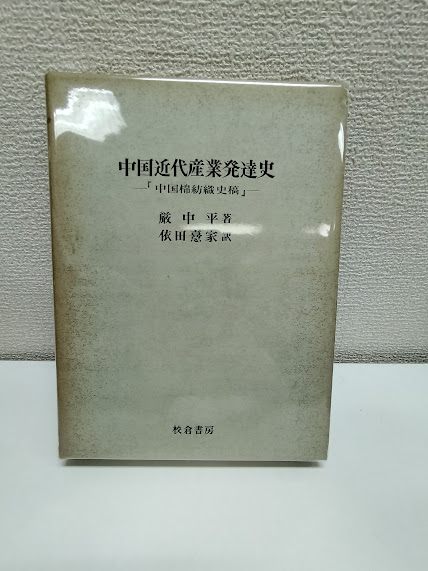 中国近代産業発達史
―『中国棉紡織史稿』―
厳中平著
依田憙家訳
校倉書房